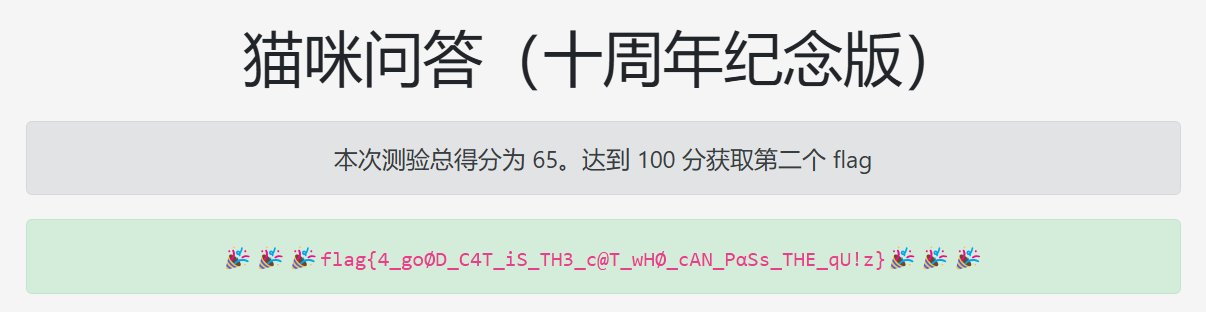 猫咪问答（十周年纪念版）
本次测验总得分为 65。达到 100 分获取第二个 flag
🎉🎉🎉flag{4_goØD_C4T_iS_TH3_c@T_wHØ_cAN_PαSs_THE_qU!z}🎉🎉🎉